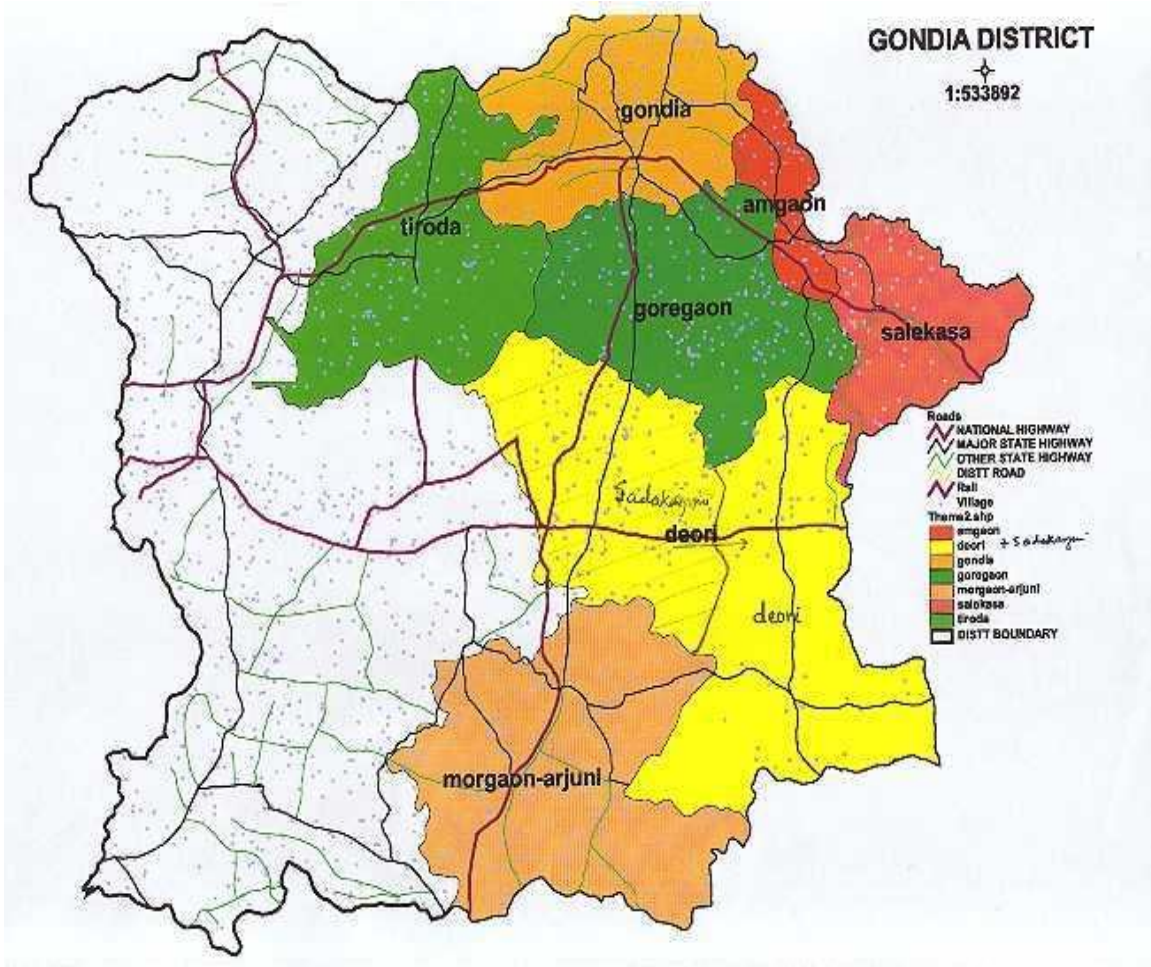 GONDIA DISTRICT
1:533892
gondia
amgaon
tiroda
goregaon
salekasa
Sadakarjuni
deori
deori
morgaon-arjuni
Roads
NATIONAL HIGHWAY
MAJOR STATE HIGHWAY
OTHER STATE HIGHWAY
DISTT ROAD
Rail
Village
Theme2.shp
amgaon
deori + Sadakarjuni
gondia
goregaon
morgaon-arjuni
salekasa
tiroda
DISTT BOUNDARY